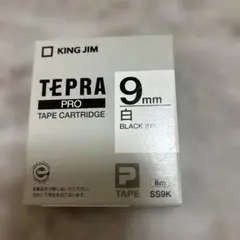 KING JIM
TEPRA
PRO
TAPE CARTRIDGE
9mm
白
BLACK INK
TAPE
8m
SS9K